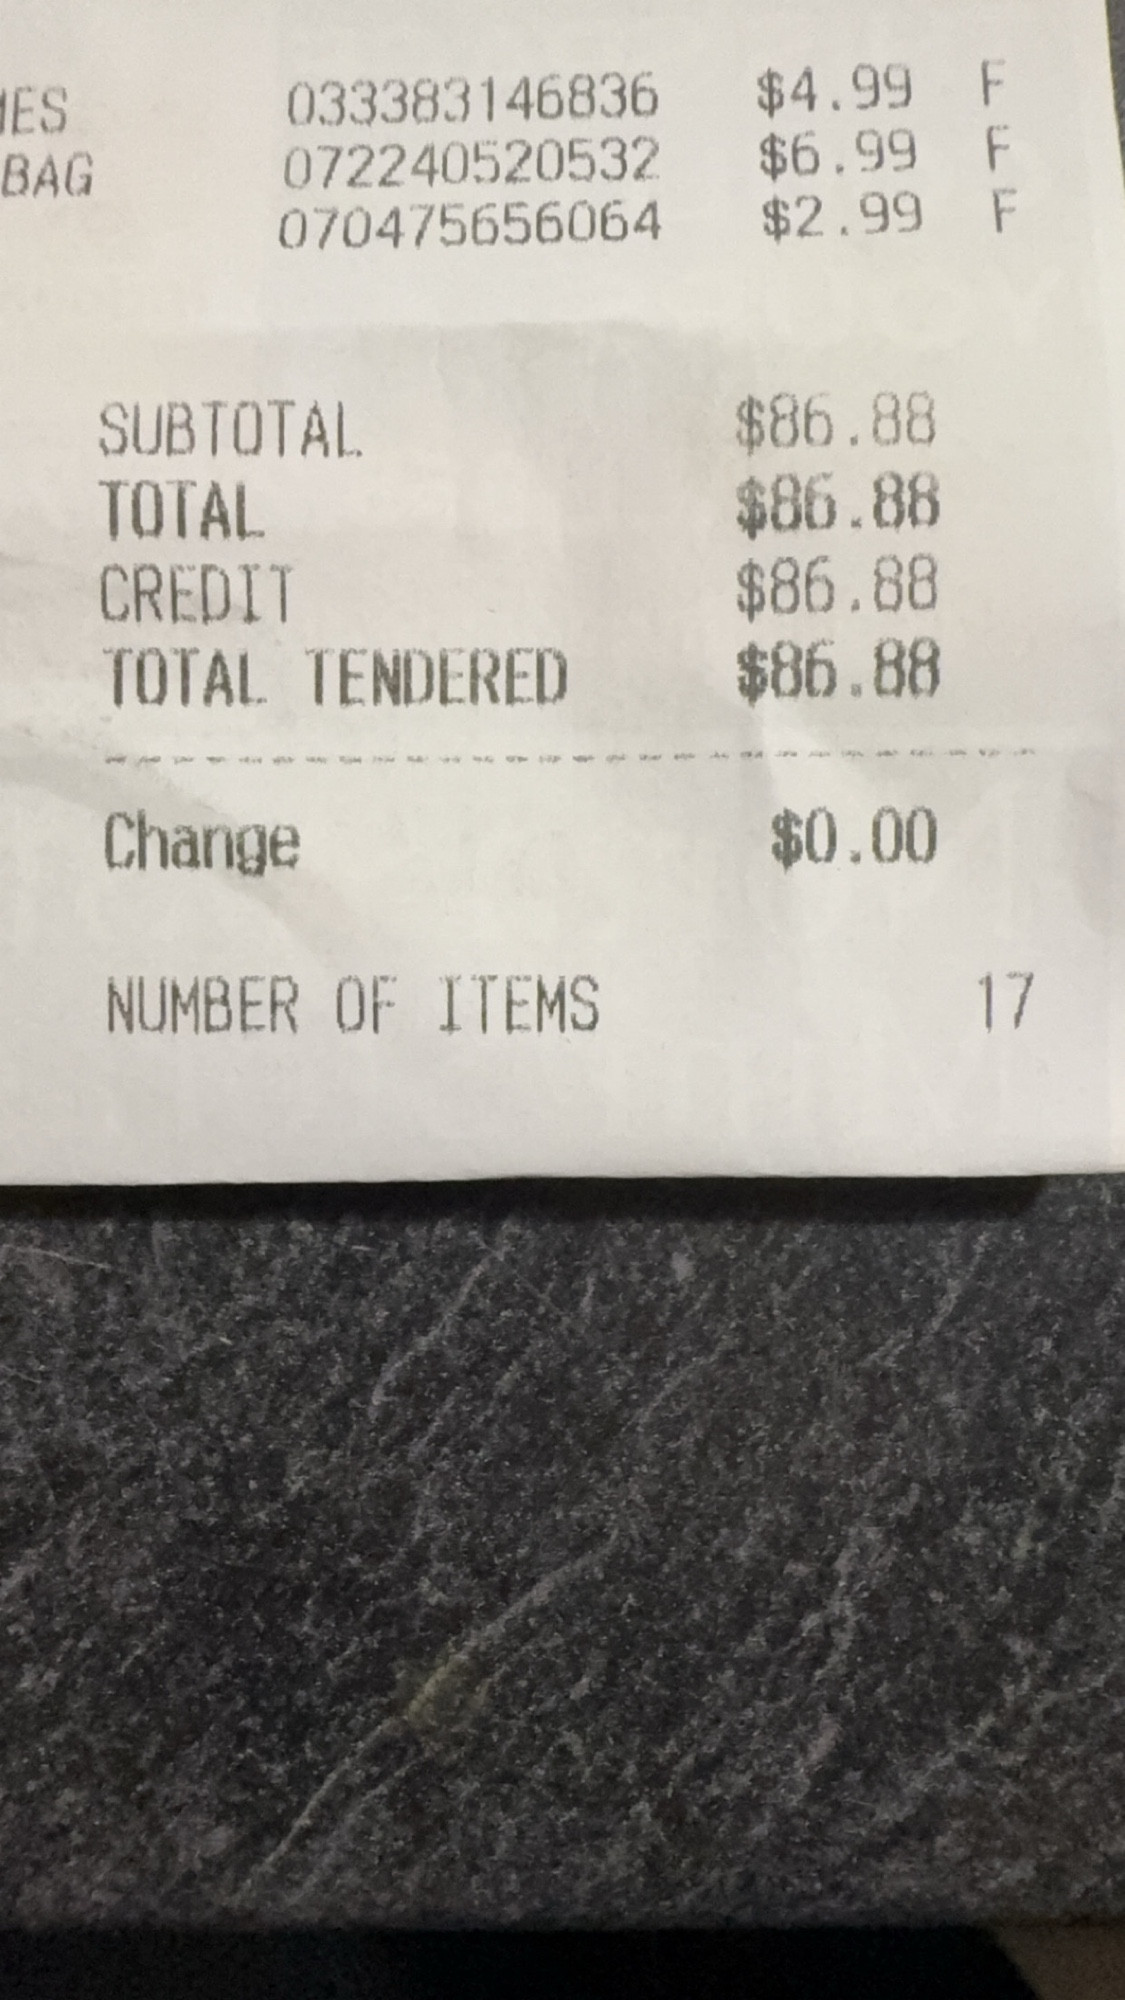 033383146836 $4.99 F
BAG 072240520532 $6.99 F
070475656064 $2.99 F
SUBTOTAL $86.88
TOTAL $86.88
CREDIT $86.88
TOTAL TENDERED $86.88
Change $0.00
NUMBER OF ITEMS 17